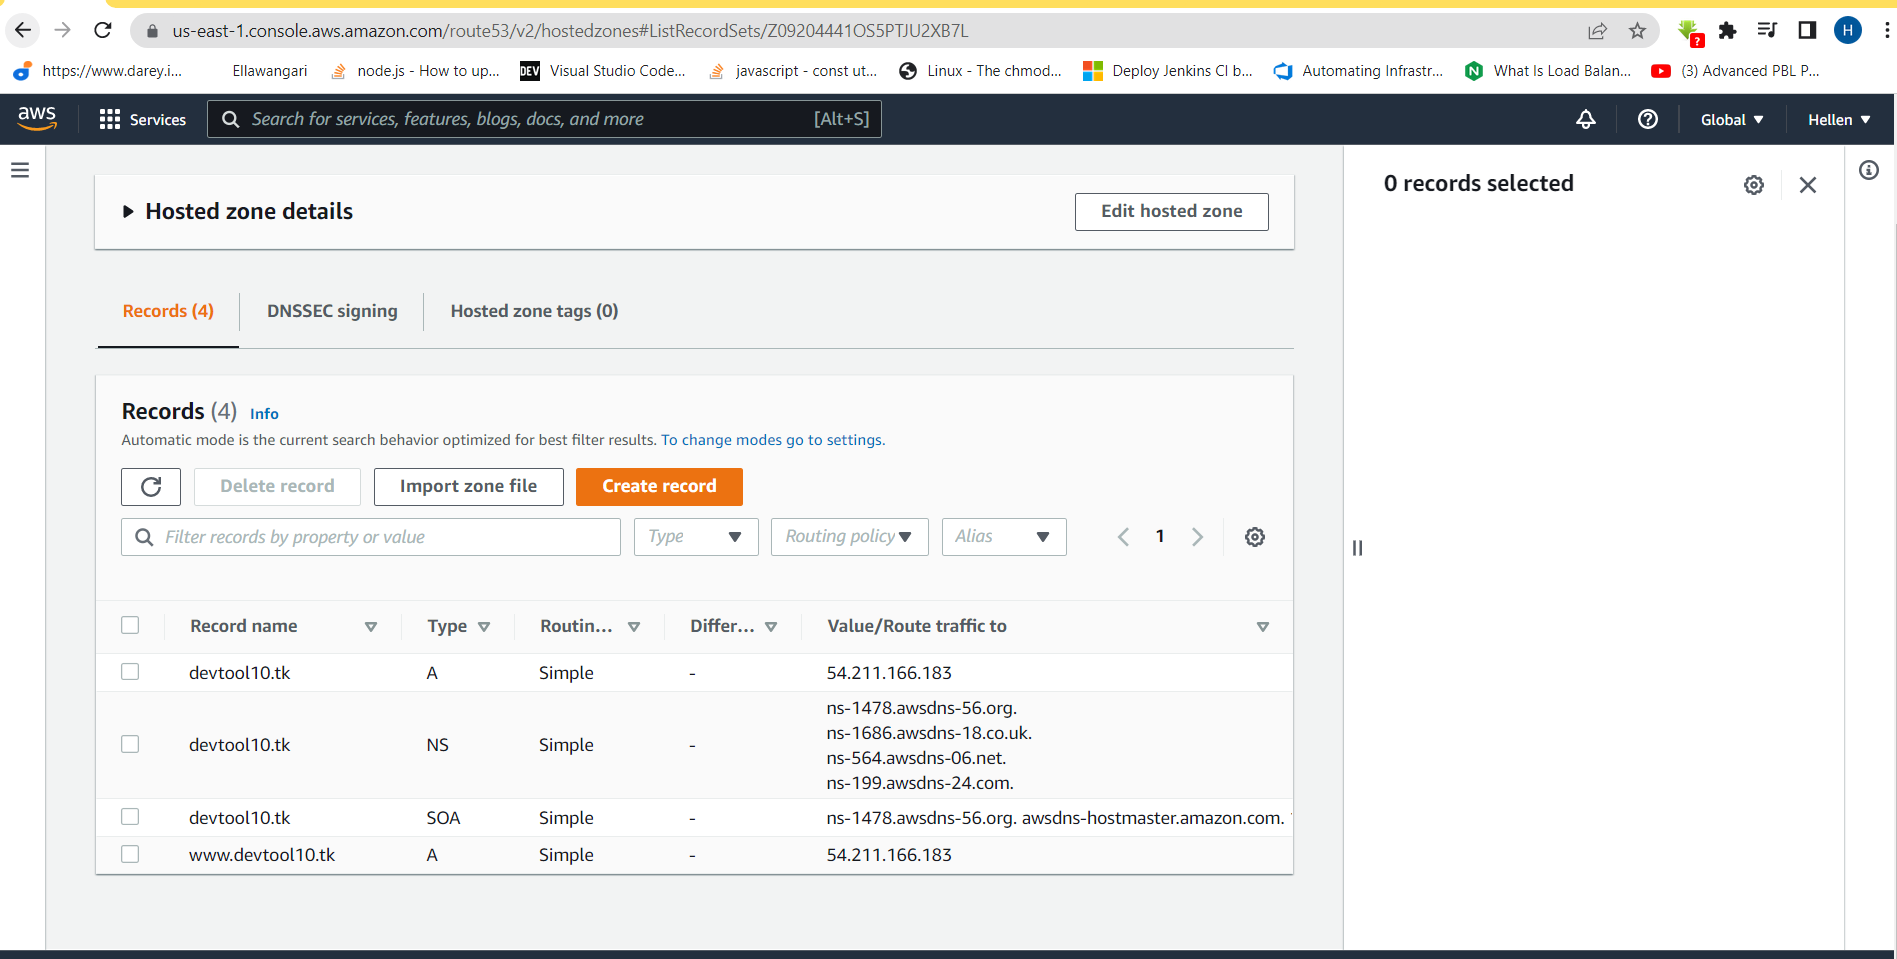 us-east-1.console.aws.amazon.com/route53/v2/hostedzones#ListRecordSets/Z09204441OS5PTJU2XB7L
?
H
https://www.darey.i... Ellawangari node.js - How to up... DEV Visual Studio Code... javascript - const ut... Linux - The chmod... Deploy Jenkins CI b... Automating Infrastr... N What Is Load Balan... (3) Advanced PBL P...
aws Services Search for services, features, blogs, docs, and more [Alt+S] Global Hellen
Hosted zone details Edit hosted zone
0 records selected
Records (4) DNSSEC signing Hosted zone tags (0)
Records (4) Info
Automatic mode is the current search behavior optimized for best filter results. To change modes go to settings.
Delete record Import zone file Create record
Filter records by property or value Type Routing policy Alias 1
Record name Type Routin... Differ... Value/Route traffic to
devtool10.tk A Simple - 54.211.166.183
devtool10.tk NS Simple - ns-1478.awsdns-56.org.
ns-1686.awsdns-18.co.uk.
ns-564.awsdns-06.net.
ns-199.awsdns-24.com.
devtool10.tk SOA Simple - ns-1478.awsdns-56.org. awsdns-hostmaster.amazon.com.
www.devtool10.tk A Simple - 54.211.166.183